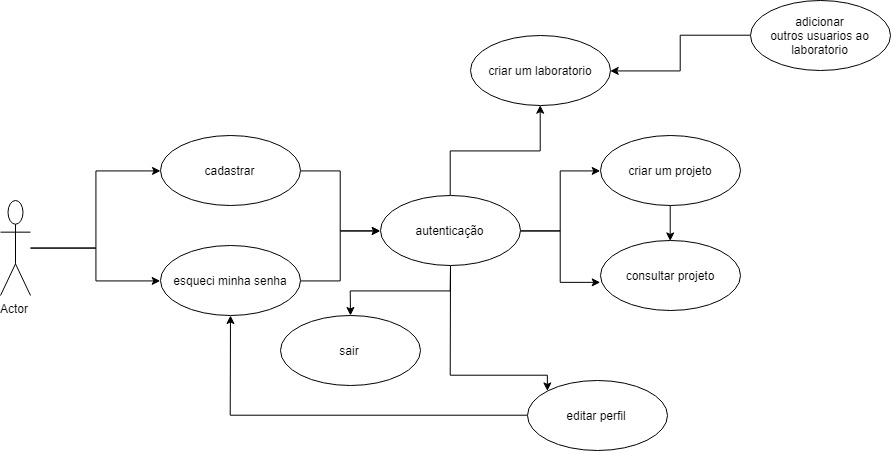 adicionar
outros usuarios ao
laboratorio
criar um laboratorio
cadastrar
criar um projeto
autenticação
esqueci minha senha
consultar projeto
Actor
sair
editar perfil